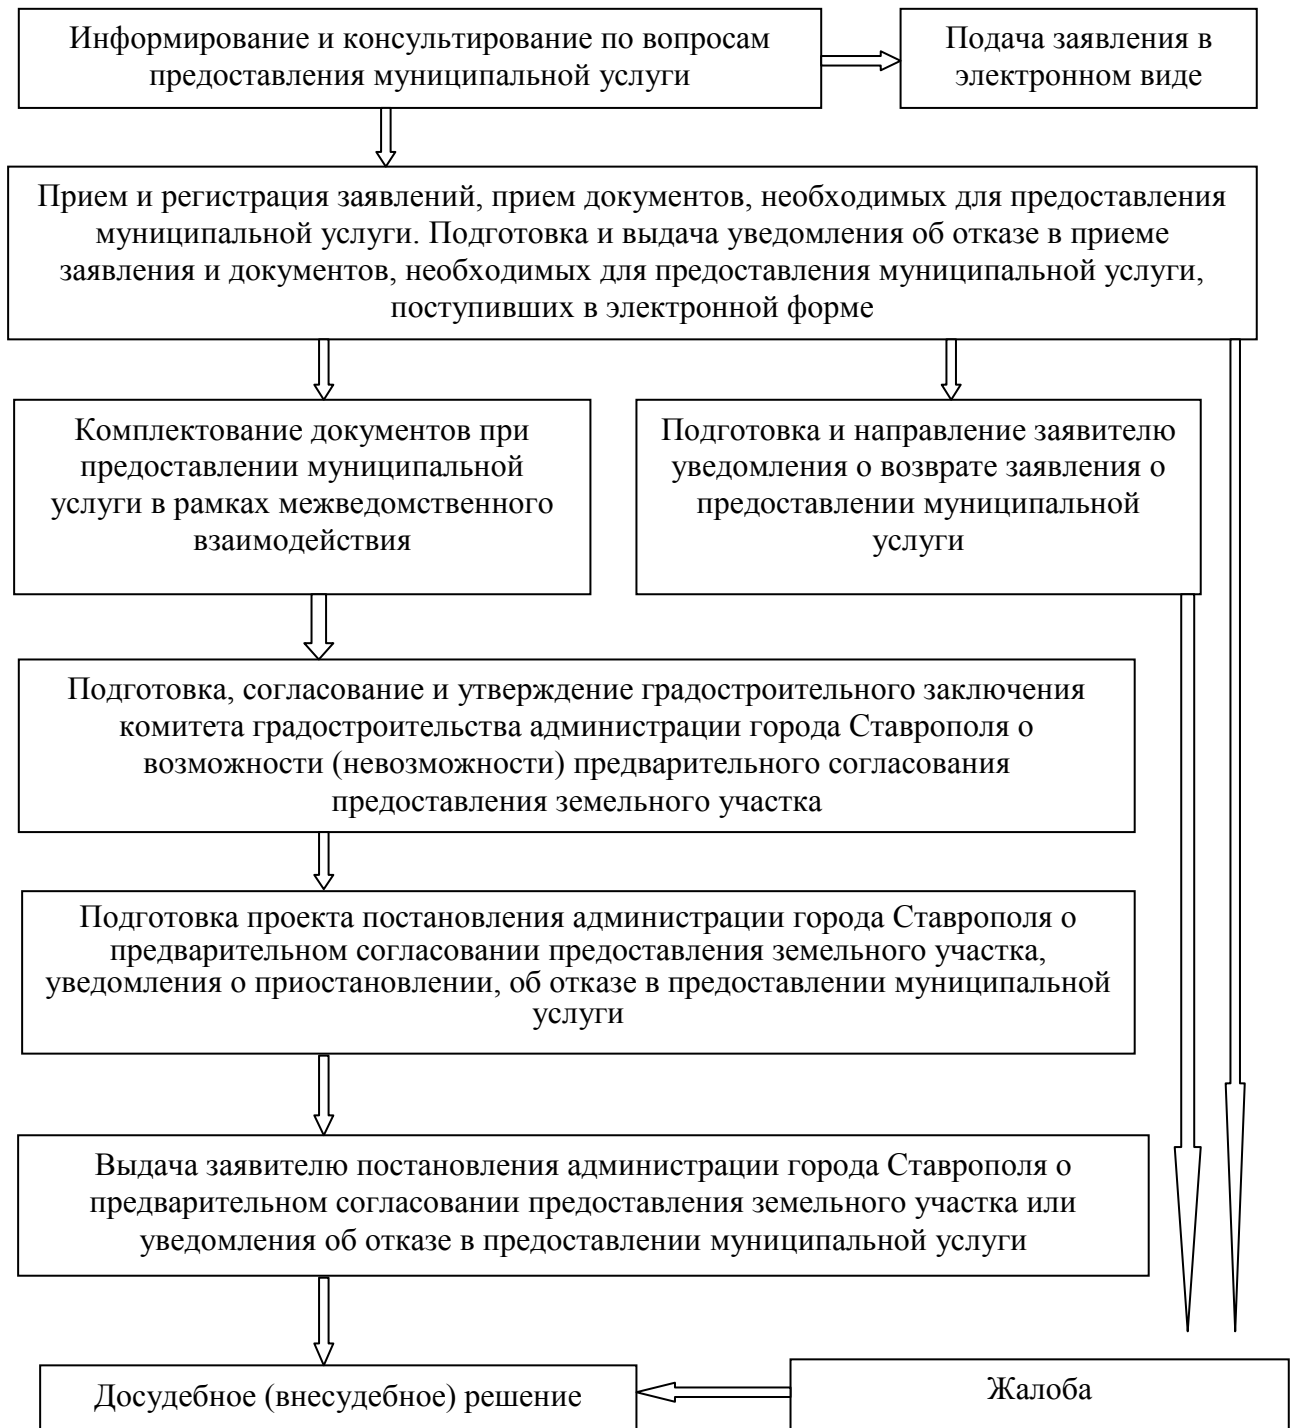 Информирование и консультирование по вопросам
предоставления муниципальной услуги
Подача заявления в
электронном виде
Прием и регистрация заявлений, прием документов, необходимых для предоставления
муниципальной услуги. Подготовка и выдача уведомления об отказе в приеме
заявления и документов, необходимых для предоставления муниципальной услуги,
поступивших в электронной форме
Комплектование документов при
предоставлении муниципальной
услуги в рамках межведомственного
взаимодействия
Подготовка и направление заявителю
уведомления о возврате заявления о
предоставлении муниципальной
услуги
Подготовка, согласование и утверждение градостроительного заключения
комитета градостроительства администрации города Ставрополя о
возможности (невозможности) предварительного согласования
предоставления земельного участка
Подготовка проекта постановления администрации города Ставрополя о
предварительном согласовании предоставления земельного участка,
уведомления о приостановлении, об отказе в предоставлении муниципальной
услуги
Выдача заявителю постановления администрации города Ставрополя о
предварительном согласовании предоставления земельного участка или
уведомления об отказе в предоставлении муниципальной услуги
Досудебное (внесудебное) решение
Жалоба